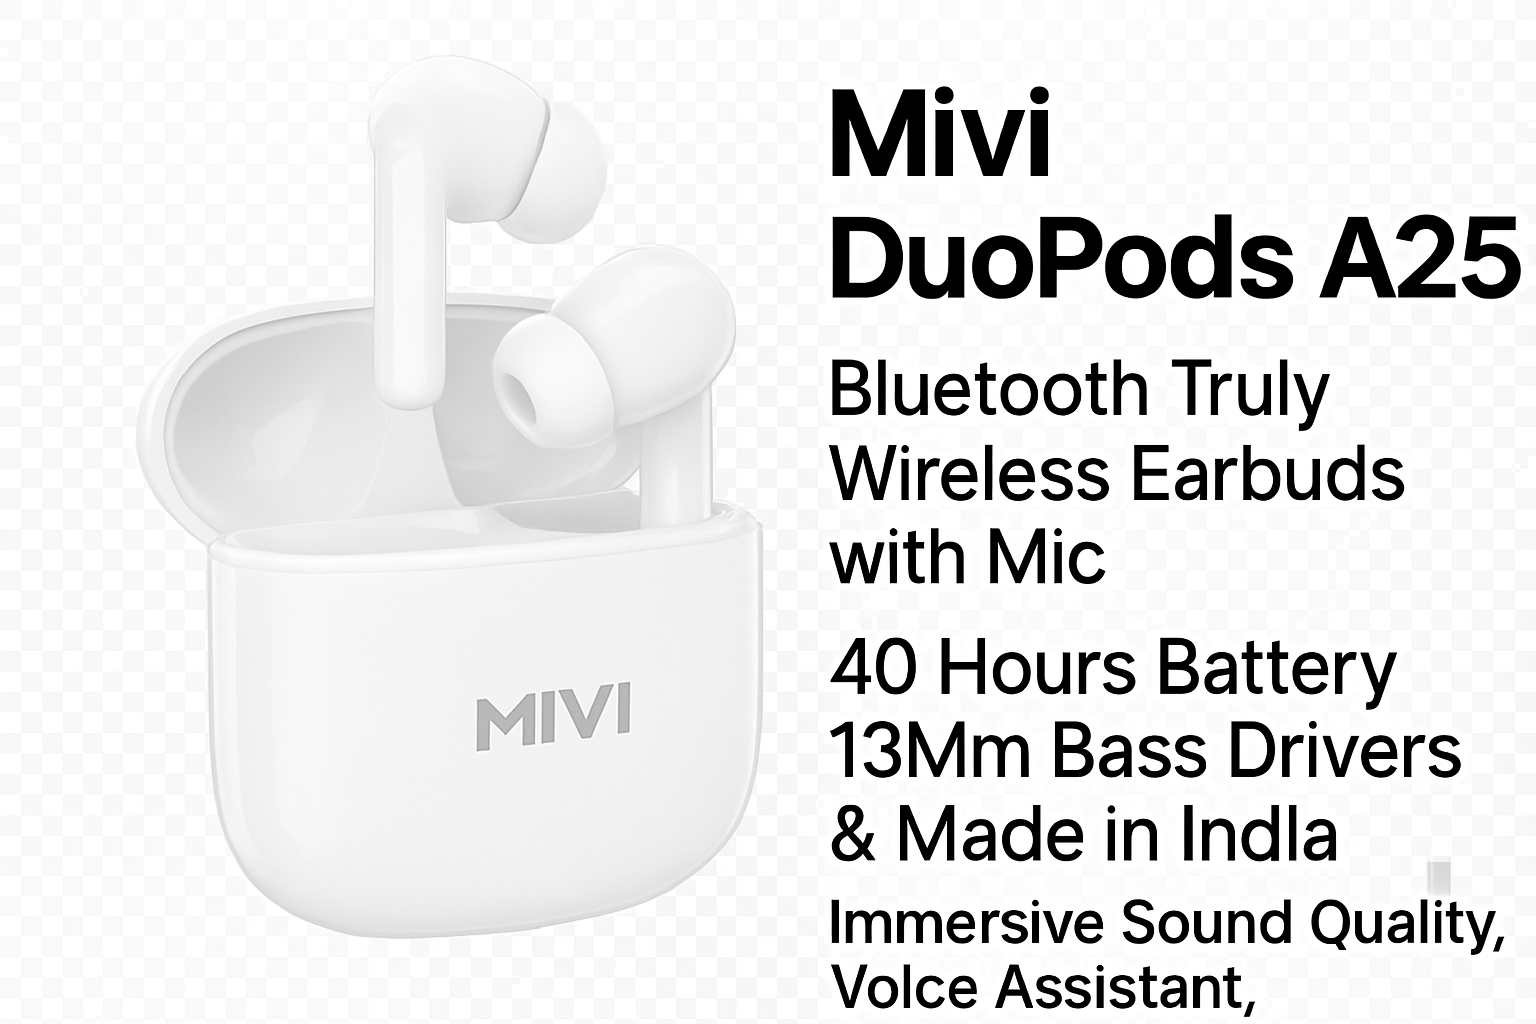 Mivi
DuoPods A25
Bluetooth Truly
Wireless Earbuds
with Mic
40 Hours Battery
13Mm Bass Drivers
& Made in Indla
Immersive Sound Quality,
Volce Assistant,
MIVI